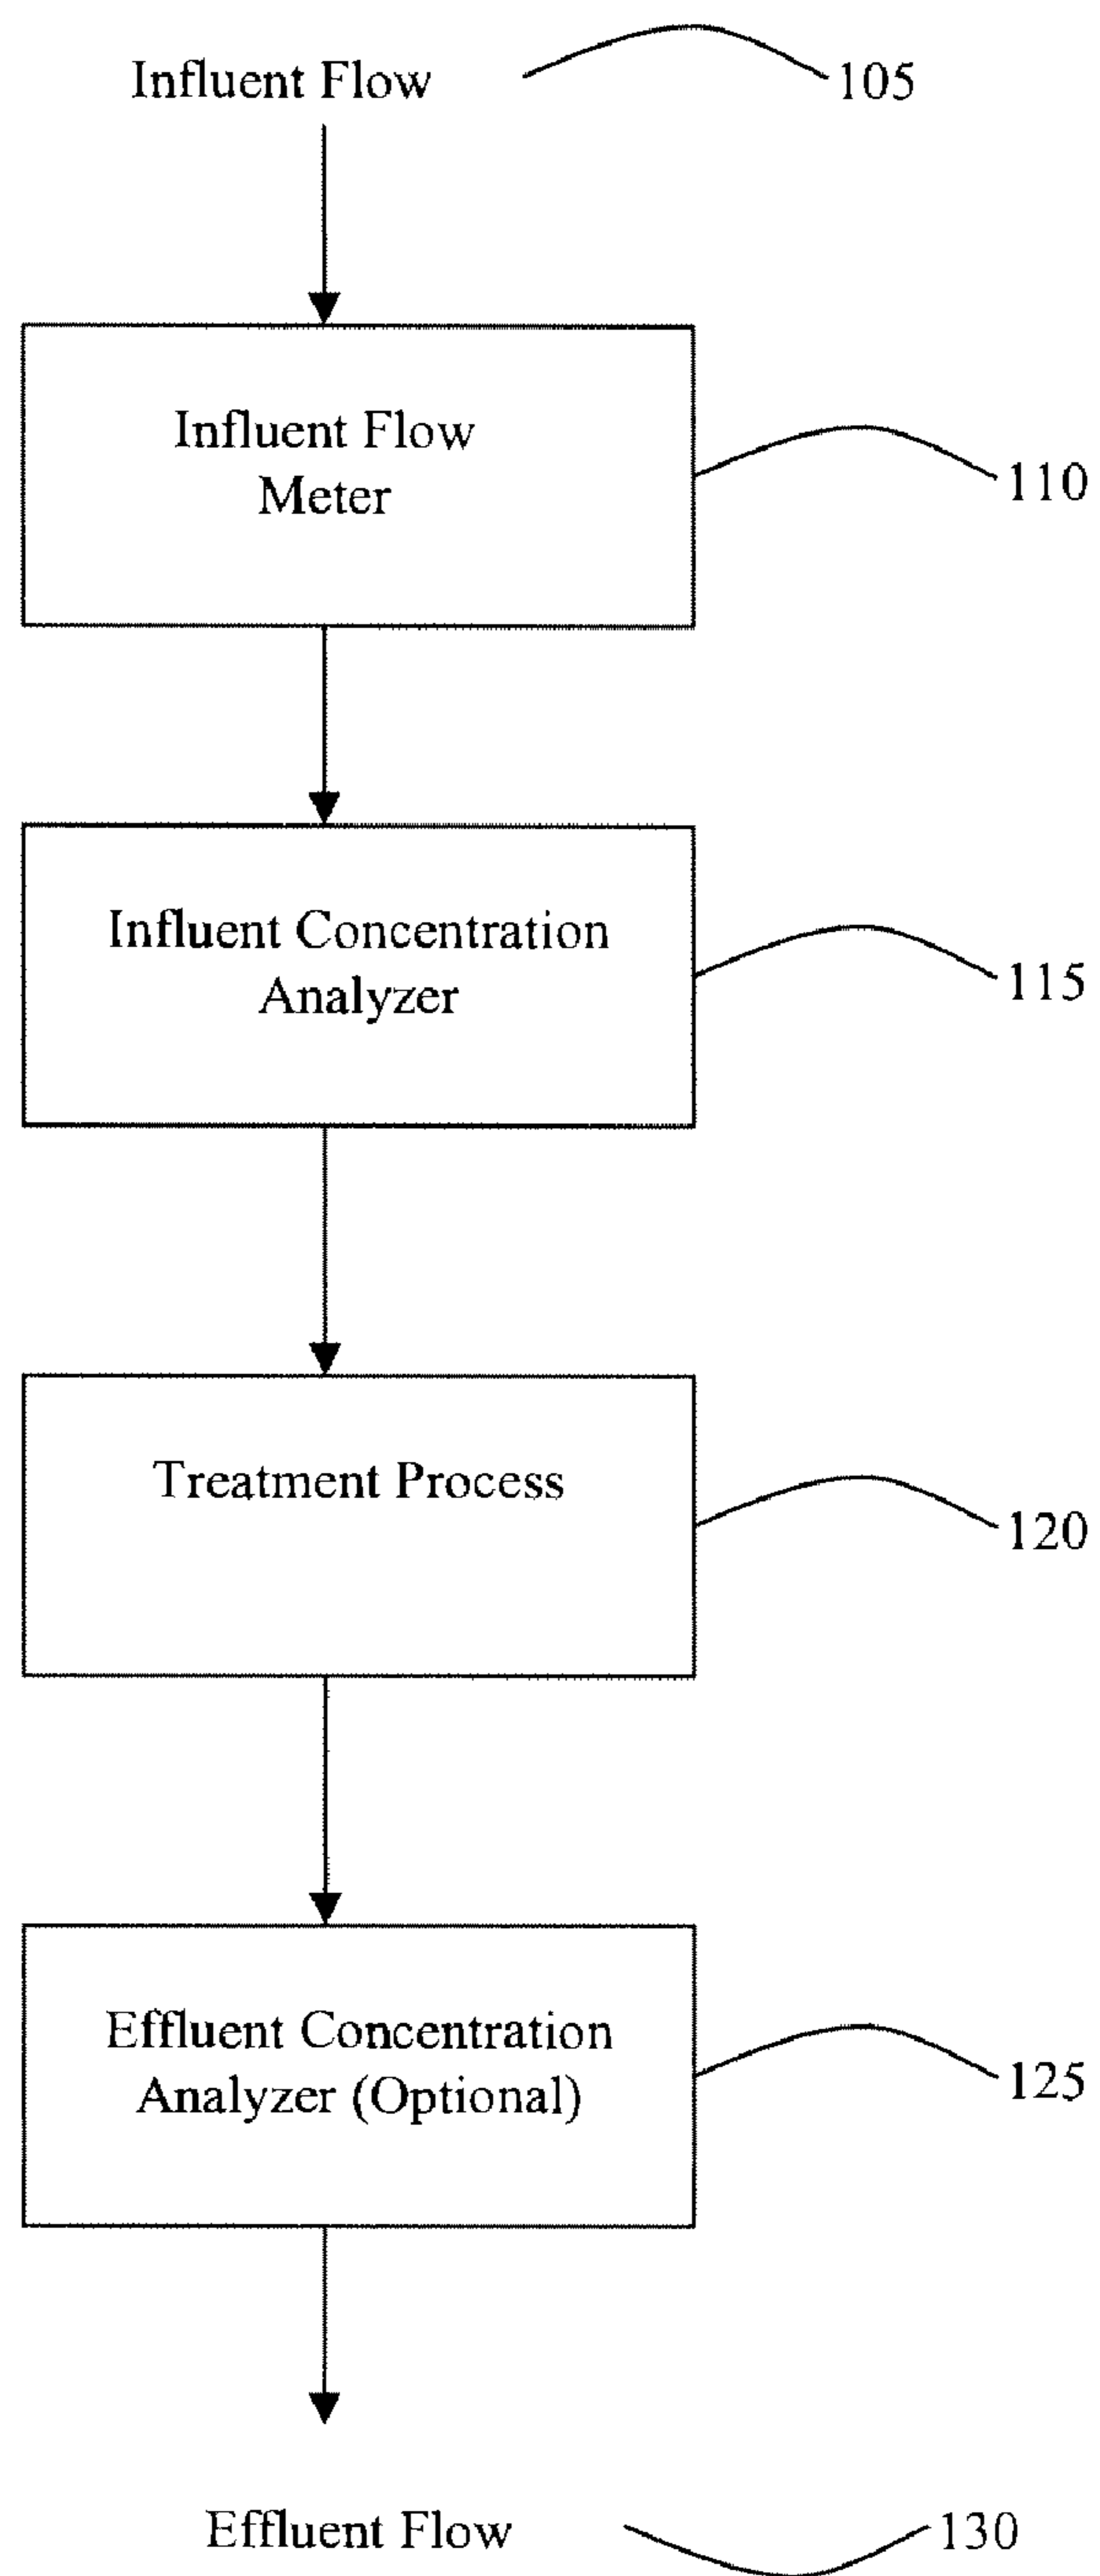 Influent Flow
105
Influent Flow
Meter
110
Influent Concentration
Analyzer
115
Treatment Process
120
Effluent Concentration
Analyzer (Optional)
125
Effluent Flow
130